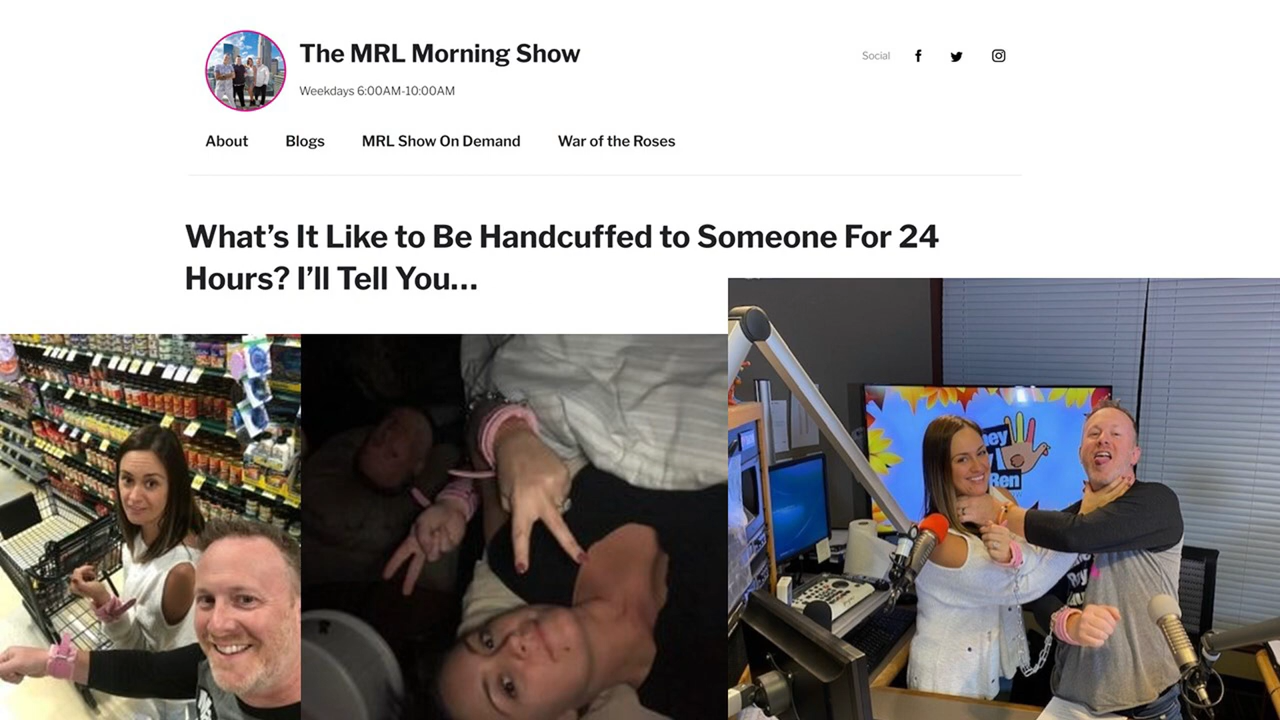 The MRL Morning Show
Social
Weekdays 6:00AM-10:00AM
About Blogs MRL Show On Demand War of the Roses
What’s It Like to Be Handcuffed to Someone For 24
Hours? I’ll Tell You…